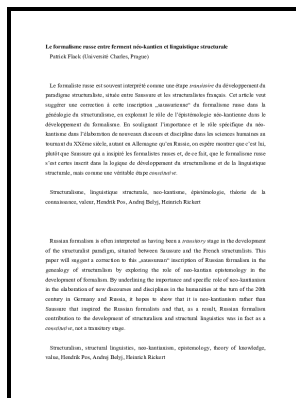 Le formalisme russe entre ferment néo-kantien et linguistique structurale
Patrick Flack (Université Charles, Prague)
Le formaliste russe est souvent interprété comme une étape transitoire du développement du
paradigme structuraliste, située entre Saussure et les structuralistes français. Cet article veut
suggérer une correction à cette inscription „saussurienne“ du formalisme russe dans la
généalogie du structuralisme, en explorant le rôle de l'épistémologie néo-kantienne dans le
développement du formalisme. En soulignant l'importance et le rôle spécifique du néo-
kantisme dans l'élaboration de nouveaux discours et discipline dans les sciences humaines au
tournant du XXème siècle, autant en Allemagne qu'en Russie, on espère montrer que c'est lui,
plutôt que Saussure qui a inspiré les formalistes russes et, de ce fait, que le formalisme russe
s'est certes inscrit dans la logique de développement du structuralisme et de la linguistique
structurale, mais comme une véritable étape constitutive.
Structuralisme, linguistique structurale, néo-kantisme, épistémologie, théorie de la
connaissance, valeur, Hendrik Pos, Andrej Belyj, Heinrich Rickert
Russian formalism is often interpreted as having been a transitory stage in the development
of the structuralist paradigm, situated between Saussure and the French structuralists. This
paper will suggest a correction to this „saussurean“ inscription of Russian formalism in the
genealogy of structuralism by exploring the role of neo-kantian epistemology in the
development of formalism. By underlining the importance and specific role of neo-kantianism
in the elaboration of new discourses and disciplines in the humanities at the turn of the 20th
century in Germany and Russia, it hopes to show that it is neo-kantianism rather than
Saussure that inspired the Russian formalists and that, as a result, Russian formalism
contribution to the development of structuralism and structural linguistics was in fact as a
constitutive, not a transitory stage.
Structuralism, structural linguistics, neo-kantianism, epistemology, theory of knowledge,
value, Hendrik Pos, Andrej Belyj, Heinrich Rickert